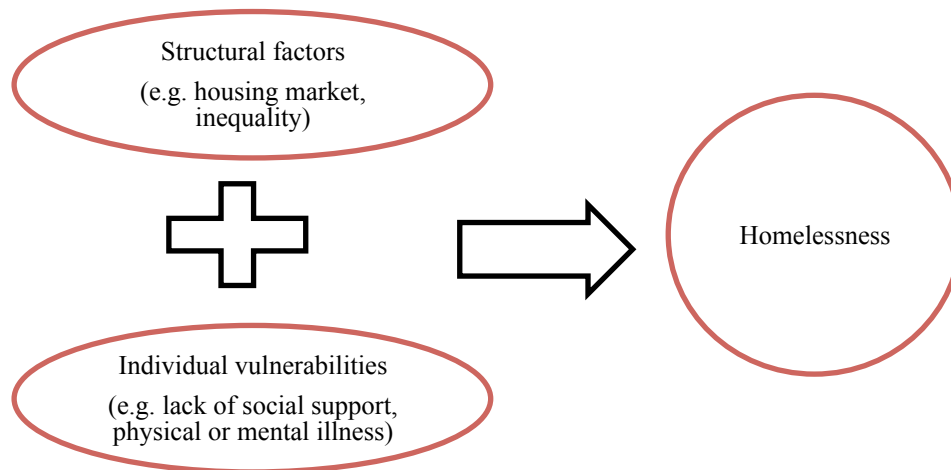 Structural factors
(e.g. housing market,
inequality)
Individual vulnerabilities
(e.g. lack of social support,
physical or mental illness)
Homelessness